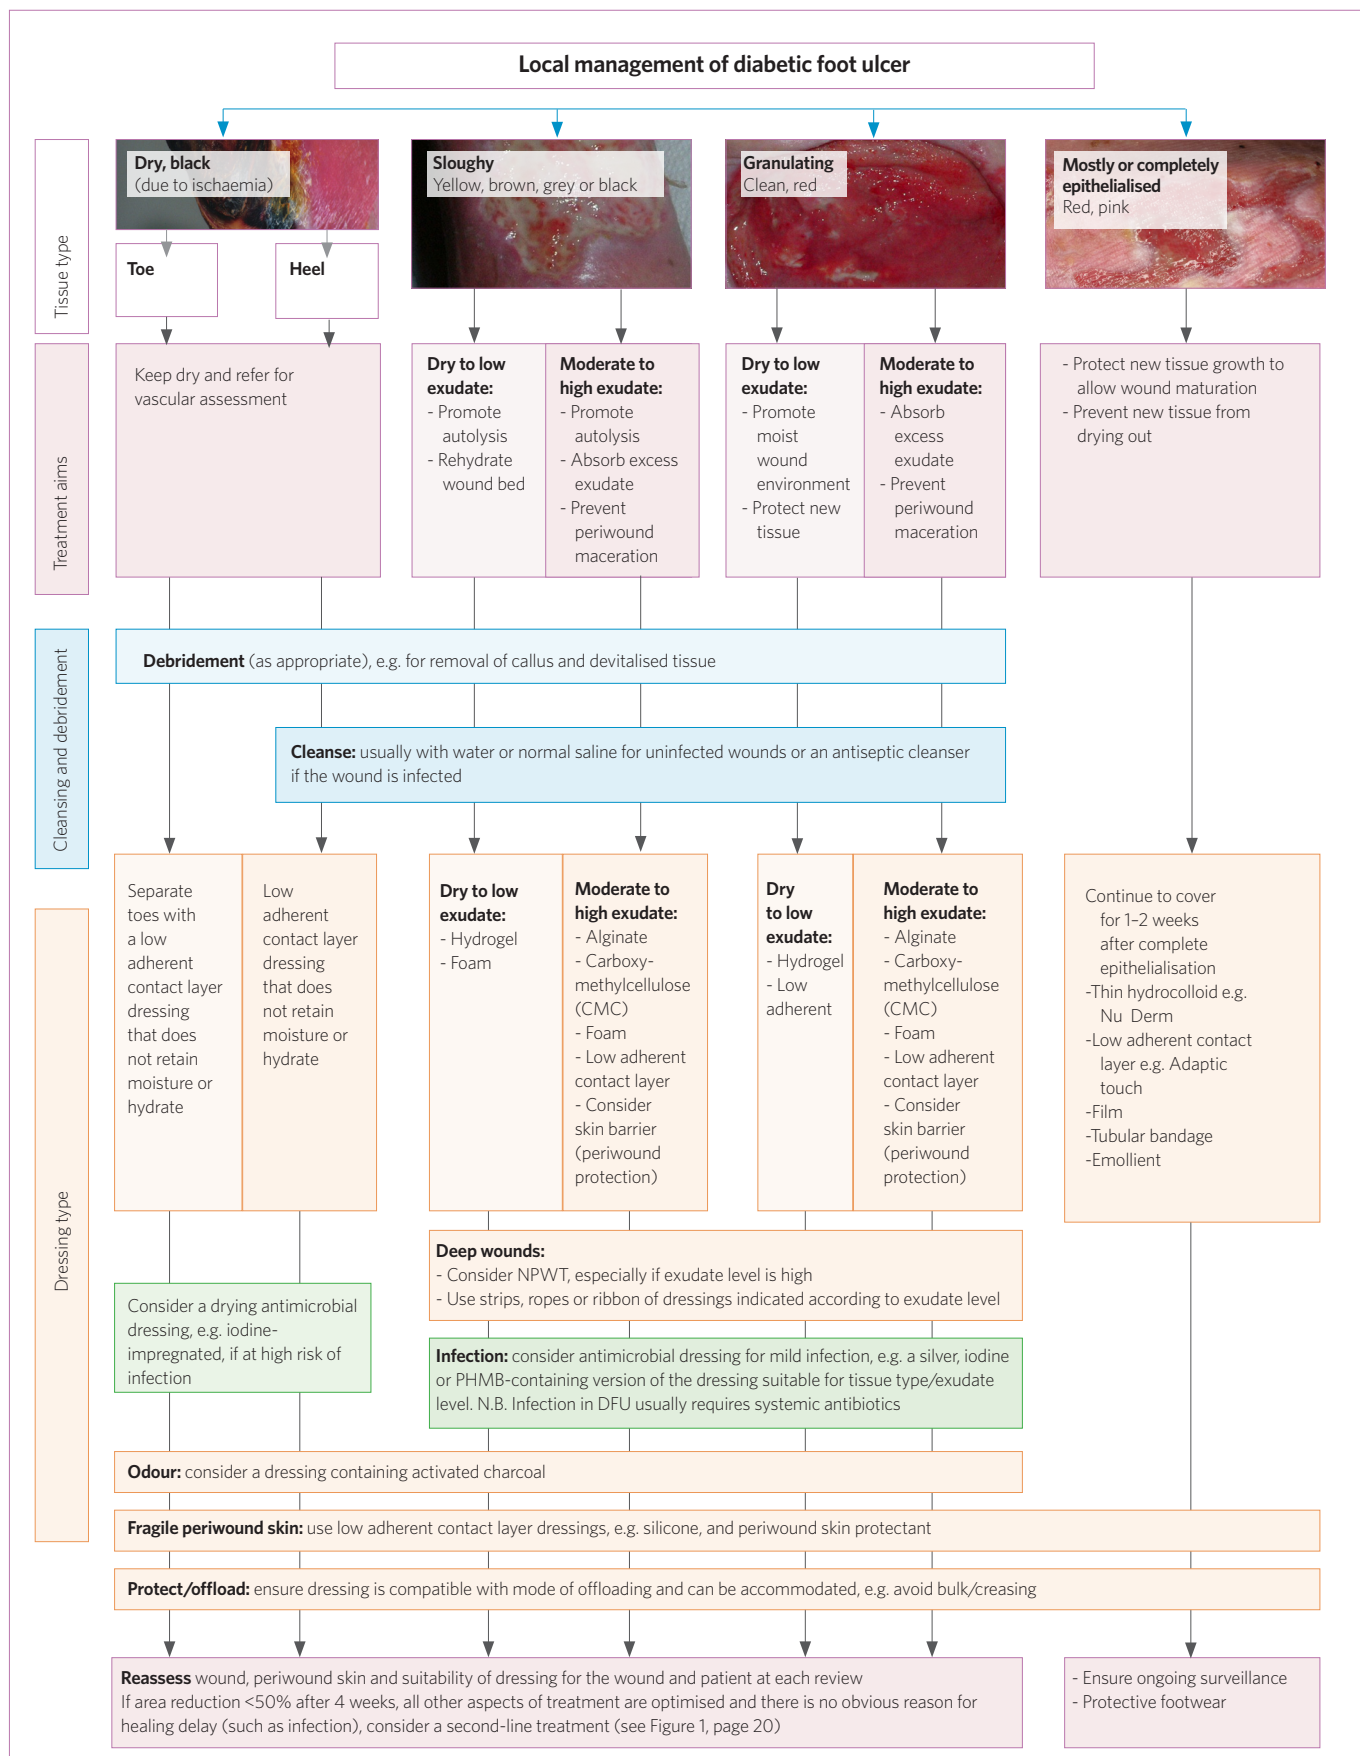 Local management of diabetic foot ulcer
Tissue type
Dry, black
(due to ischaemia)
Toe
Heel
Sloughy
Yellow, brown, grey or black
Granulating
Clean, red
Mostly or completely
epithelialised
Red, pink
Treatment aims
Keep dry and refer for
vascular assessment
Dry to low
exudate:
- Promote
autolysis
- Rehydrate
wound bed
Moderate to
high exudate:
- Promote
autolysis
- Absorb excess
exudate
- Prevent
periwound
maceration
Dry to low
exudate:
- Promote
moist
wound
environment
- Protect new
tissue
Moderate to
high exudate:
- Absorb
excess
exudate
- Prevent
periwound
maceration
- Protect new tissue growth to
allow wound maturation
- Prevent new tissue from
drying out
Cleansing and debridement
Debridement (as appropriate), e.g. for removal of callus and devitalised tissue
Cleanse: usually with water or normal saline for uninfected wounds or an antiseptic cleanser
if the wound is infected
Dressing type
Separate
toes with
a low
adherent
contact layer
dressing
that does
not retain
moisture or
hydrate
Low
adherent
contact layer
dressing
that does
not retain
moisture or
hydrate
Dry to low
exudate:
- Hydrogel
- Foam
Moderate to
high exudate:
- Alginate
- Carboxy-
methylcellulose
(CMC)
- Foam
- Low adherent
contact layer
- Consider
skin barrier
(periwound
protection)
Dry
to low
exudate:
- Hydrogel
- Low
adherent
Moderate to
high exudate:
- Alginate
- Carboxy-
methylcellulose
(CMC)
- Foam
- Low adherent
contact layer
- Consider
skin barrier
(periwound
protection)
Continue to cover
for 1-2 weeks
after complete
epithelialisation
-Thin hydrocolloid e.g.
Nu Derm
-Low adherent contact
layer e.g. Adaptic
touch
-Film
-Tubular bandage
-Emollient
Deep wounds:
- Consider NPWT, especially if exudate level is high
- Use strips, ropes or ribbon of dressings indicated according to exudate level
Consider a drying antimicrobial
dressing, e.g. iodine-
impregnated, if at high risk of
infection
Infection: consider antimicrobial dressing for mild infection, e.g. a silver, iodine
or PHMB-containing version of the dressing suitable for tissue type/exudate
level. N.B. Infection in DFU usually requires systemic antibiotics
Odour: consider a dressing containing activated charcoal
Fragile periwound skin: use low adherent contact layer dressings, e.g. silicone, and periwound skin protectant
Protect/offload: ensure dressing is compatible with mode of offloading and can be accommodated, e.g. avoid bulk/creasing
Reassess wound, periwound skin and suitability of dressing for the wound and patient at each review
If area reduction <50% after 4 weeks, all other aspects of treatment are optimised and there is no obvious reason for
healing delay (such as infection), consider a second-line treatment (see Figure 1, page 20)
- Ensure ongoing surveillance
- Protective footwear